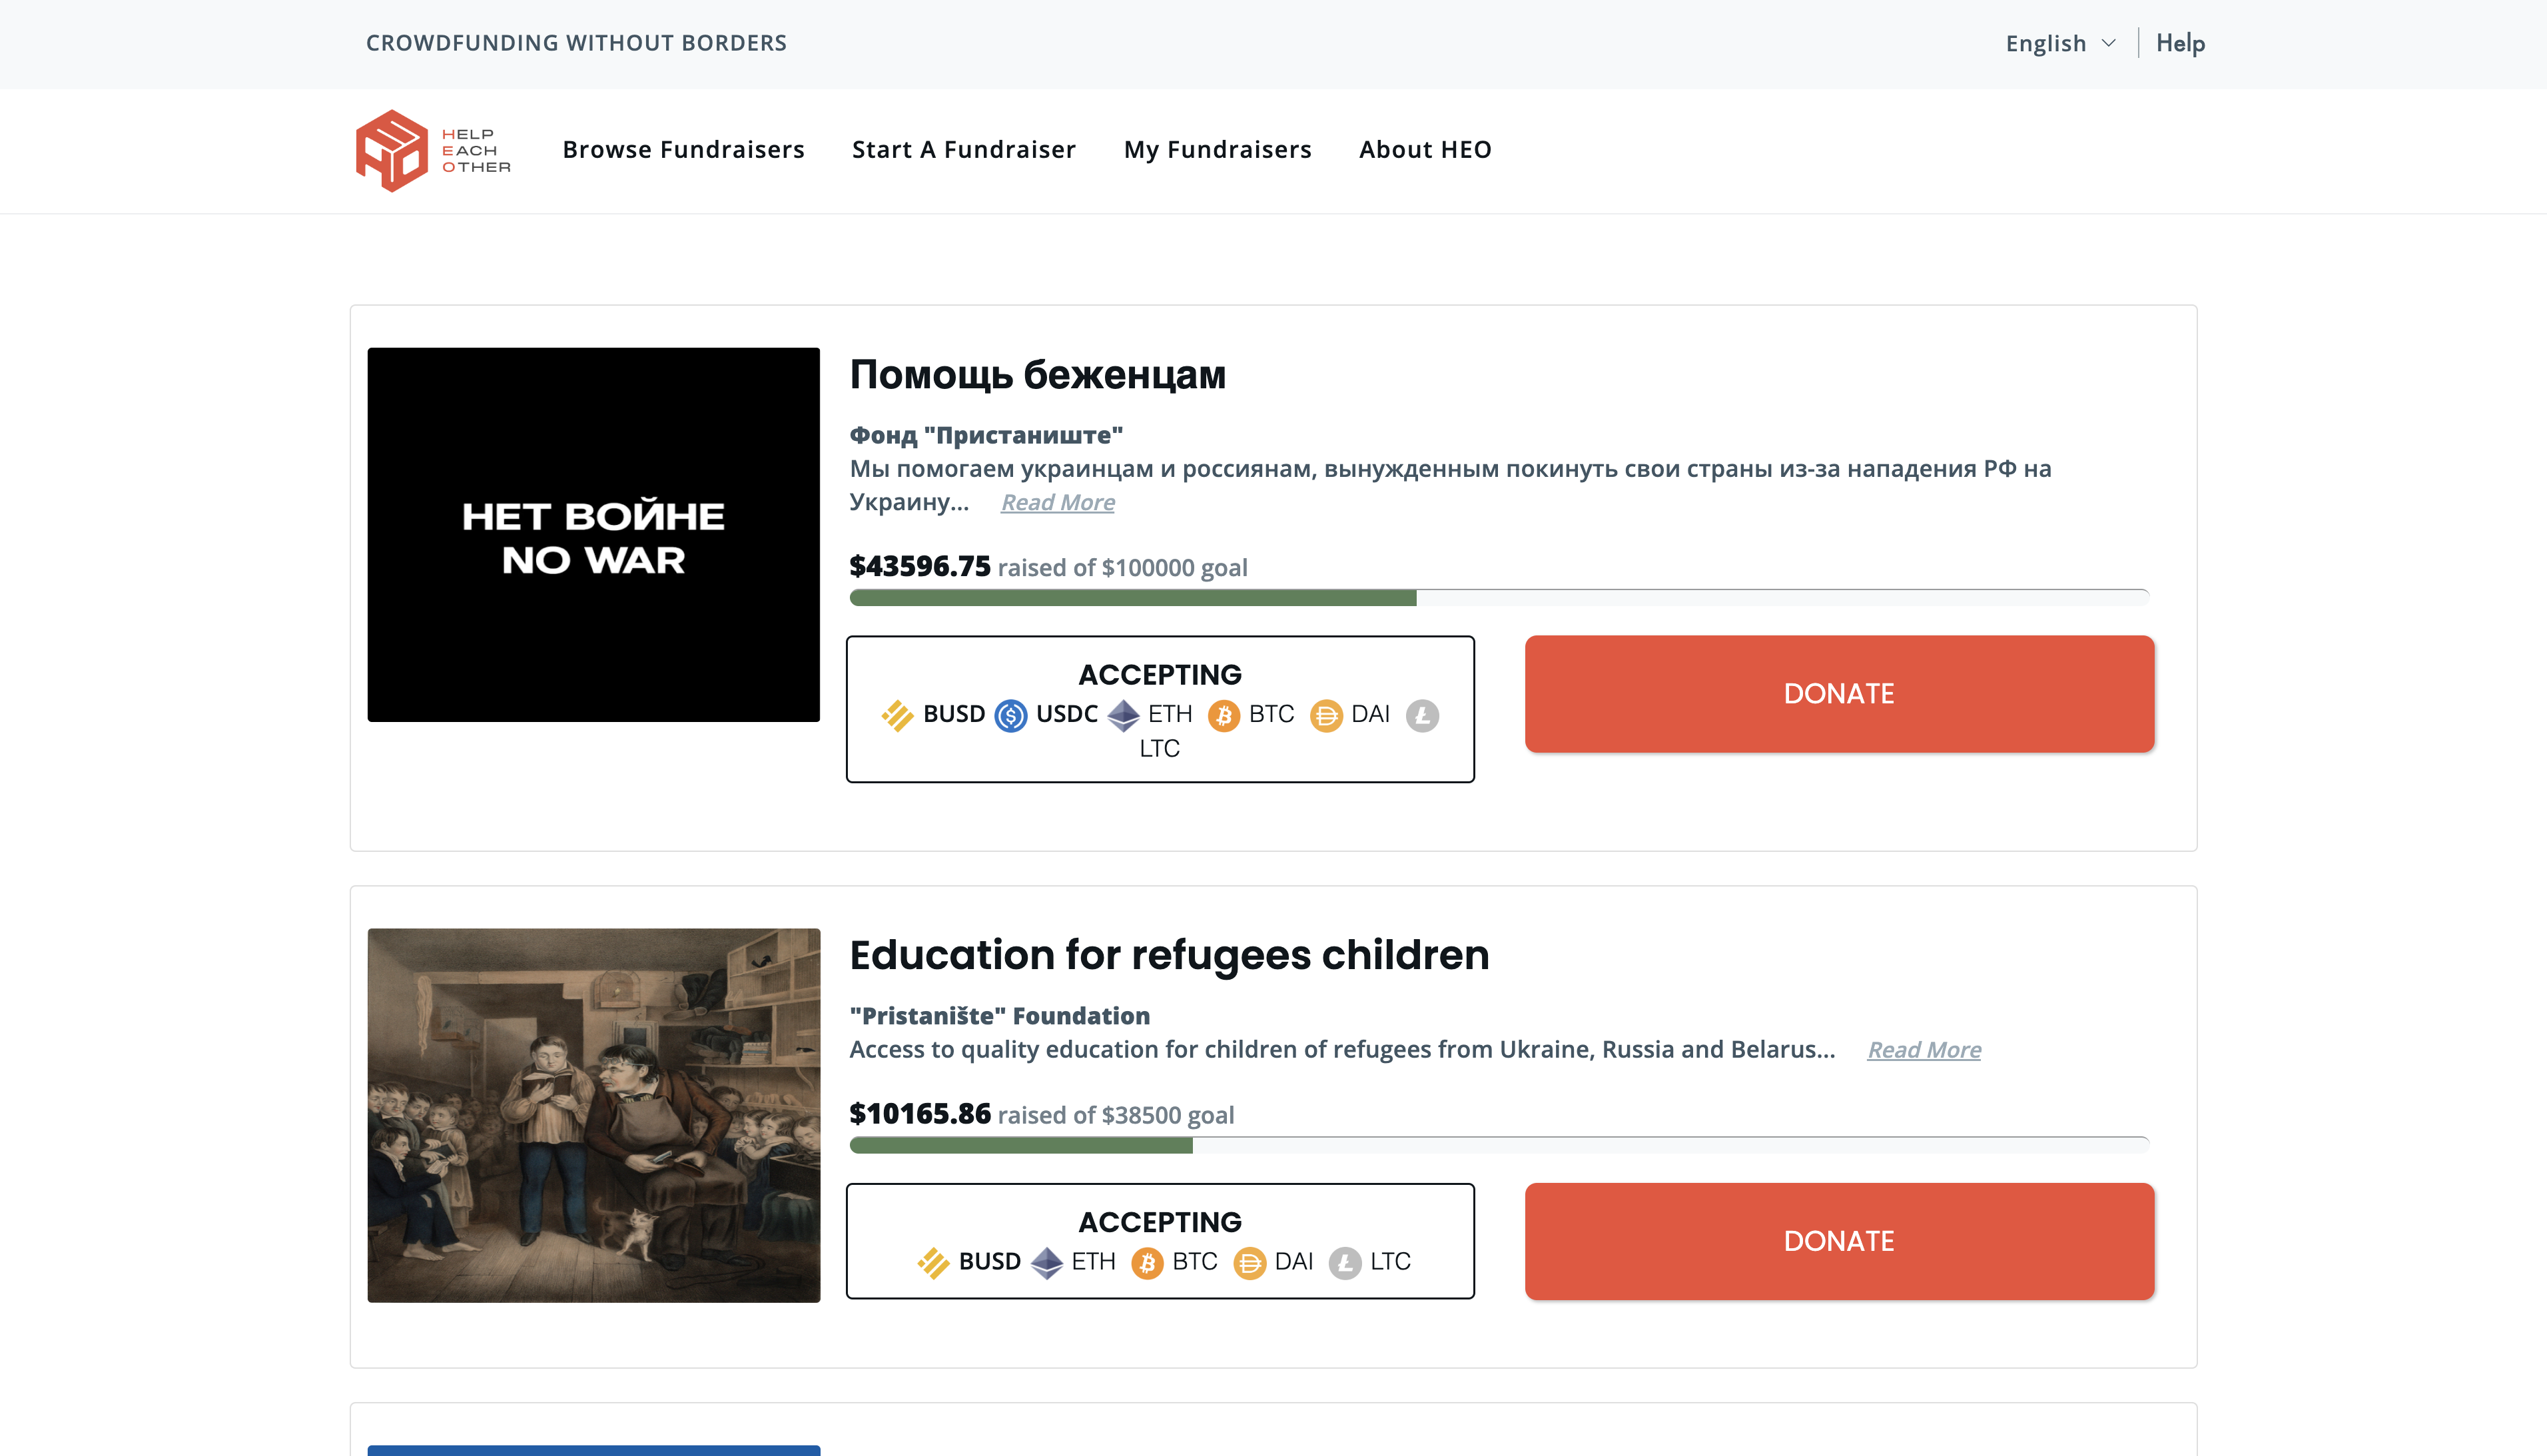 CROWDFUNDING WITHOUT BORDERS
English
Help
HELP
EACH
OTHER
Browse Fundraisers
Start A Fundraiser
My Fundraisers
About HEO
НЕТ ВОЙНЕ
NO WAR
Помощь беженцам
Фонд "Пристаниште"
Мы помогаем украинцам и россиянам, вынужденным покинуть свои страны из-за нападения РФ на
Украину... Read More
$43596.75 raised of $100000 goal
ACCEPTING
BUSD USDC ETH BTC DAI
LTC
DONATE
Education for refugees children
"Pristanište" Foundation
Access to quality education for children of refugees from Ukraine, Russia and Belarus... Read More
$10165.86 raised of $38500 goal
ACCEPTING
BUSD ETH BTC DAI LTC
DONATE